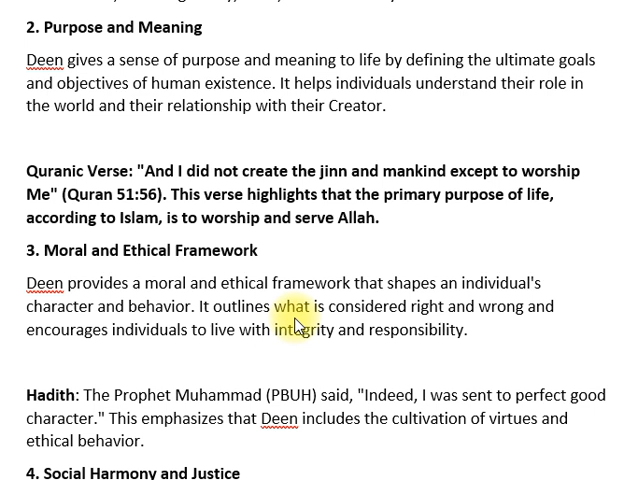 2. Purpose and Meaning
Deen gives a sense of purpose and meaning to life by defining the ultimate goals
and objectives of human existence. It helps individuals understand their role in
the world and their relationship with their Creator.
Quranic Verse: "And I did not create the jinn and mankind except to worship
Me" (Quran 51:56). This verse highlights that the primary purpose of life,
according to Islam, is to worship and serve Allah.
3. Moral and Ethical Framework
Deen provides a moral and ethical framework that shapes an individual's
character and behavior. It outlines what is considered right and wrong and
encourages individuals to live with integrity and responsibility.
Hadith: The Prophet Muhammad (PBUH) said, "Indeed, I was sent to perfect good
character." This emphasizes that Deen includes the cultivation of virtues and
ethical behavior.
4. Social Harmony and Justice